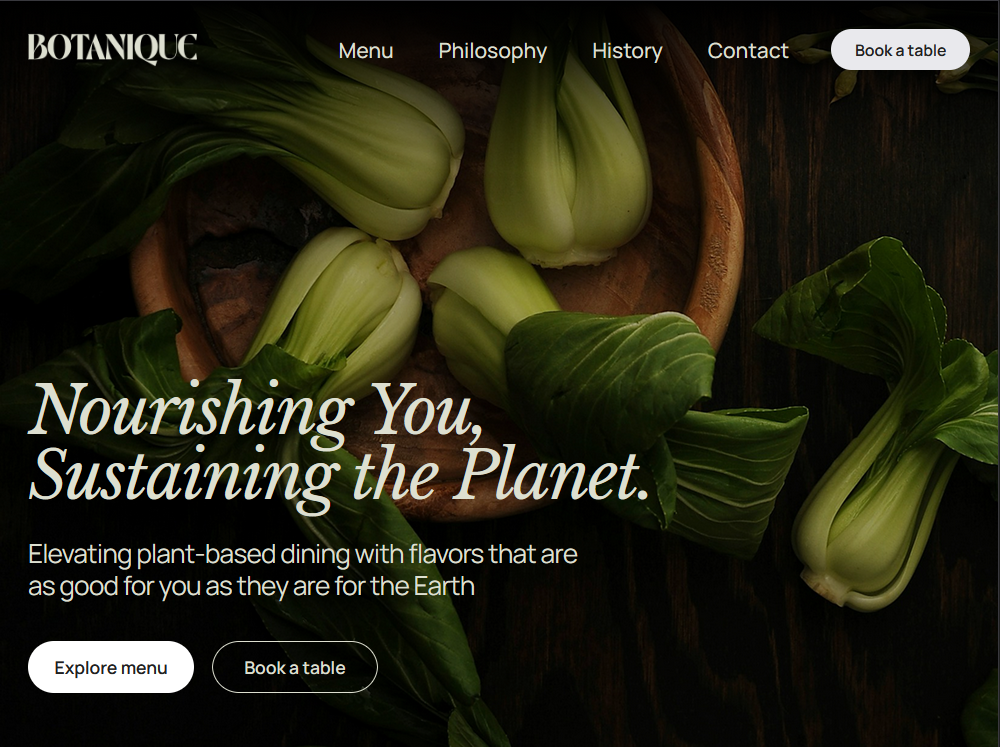 BOTANIQUE
Menu
Philosophy
History
Contact
Book a table
Nourishing You,
Sustaining the Planet.
Elevating plant-based dining with flavors that are
as good for you as they are for the Earth
Explore menu
Book a table